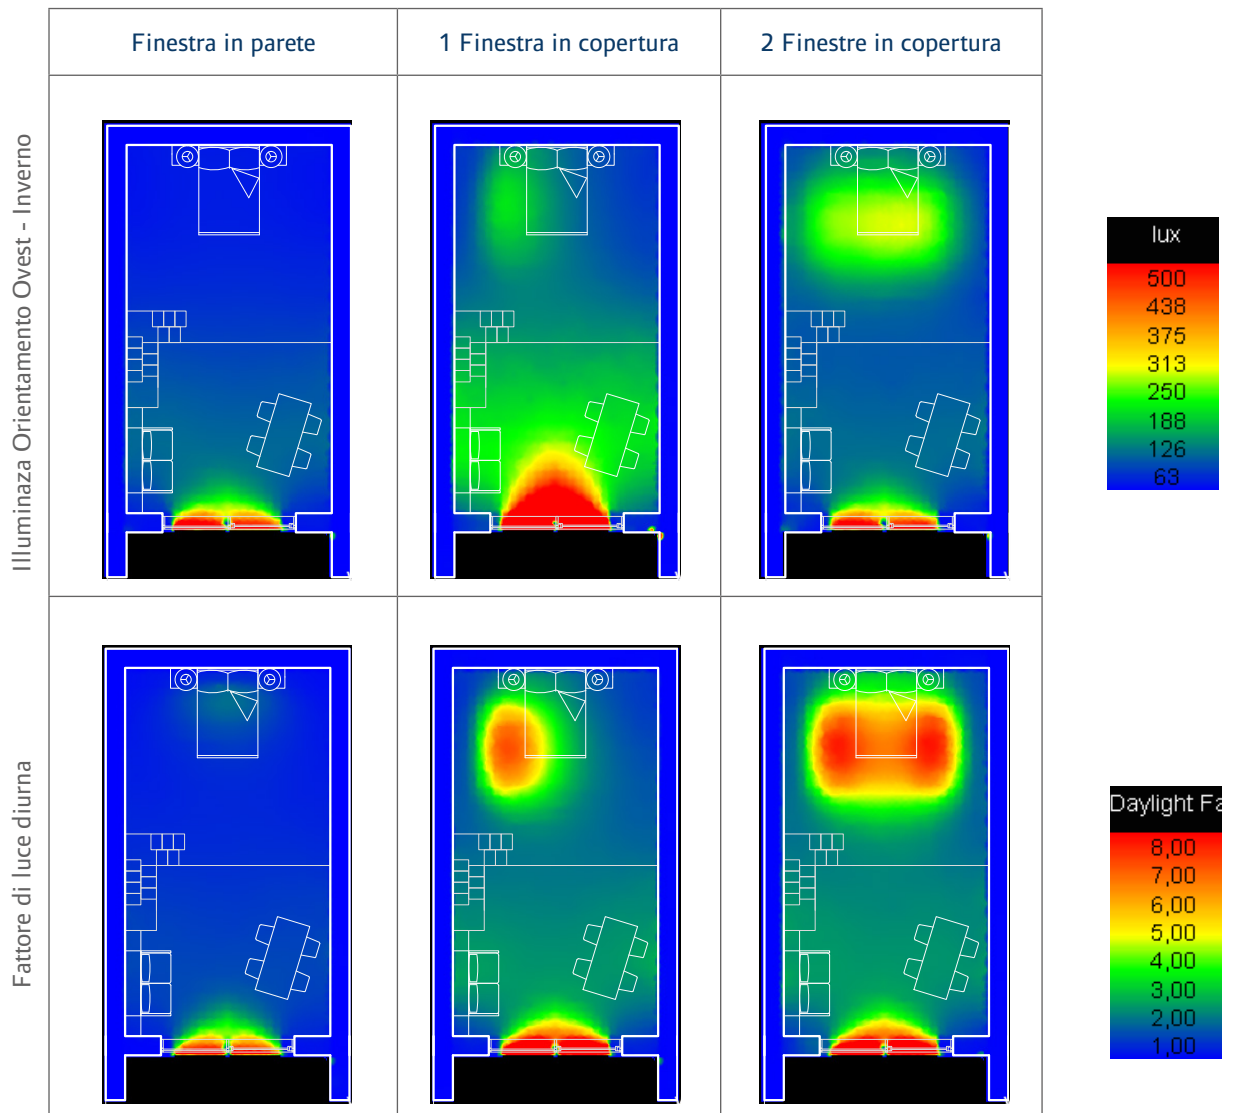 Finestra in parete
1 Finestra in copertura
2 Finestre in copertura
Illuminaza Orientamento Ovest - Inverno
lux
500
438
375
313
250
188
126
63
Fattore di luce diurna
Daylight Fa
8,00
7,00
6,00
5,00
4,00
3,00
2,00
1,00